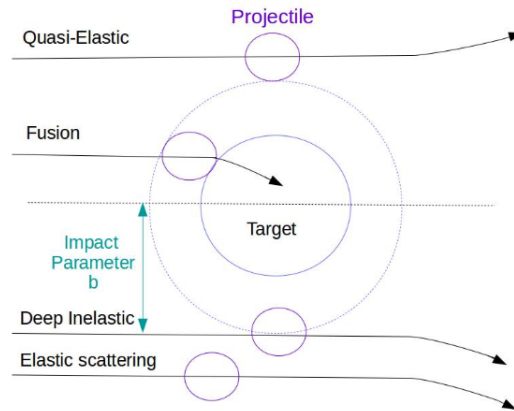 Projectile
Quasi-Elastic
Fusion
Target
Impact
Parameter
b
Deep Inelastic
Elastic scattering